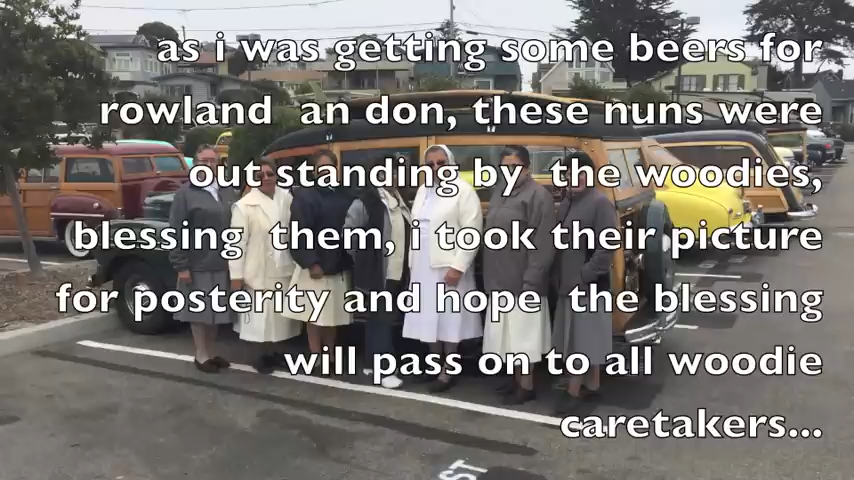 as i was getting some beers for
rowland an don, these nuns were
out standing by the woodies,
blessing them, i took their picture
for posterity and hope the blessing
will pass on to all woodie
caretakers...
ST